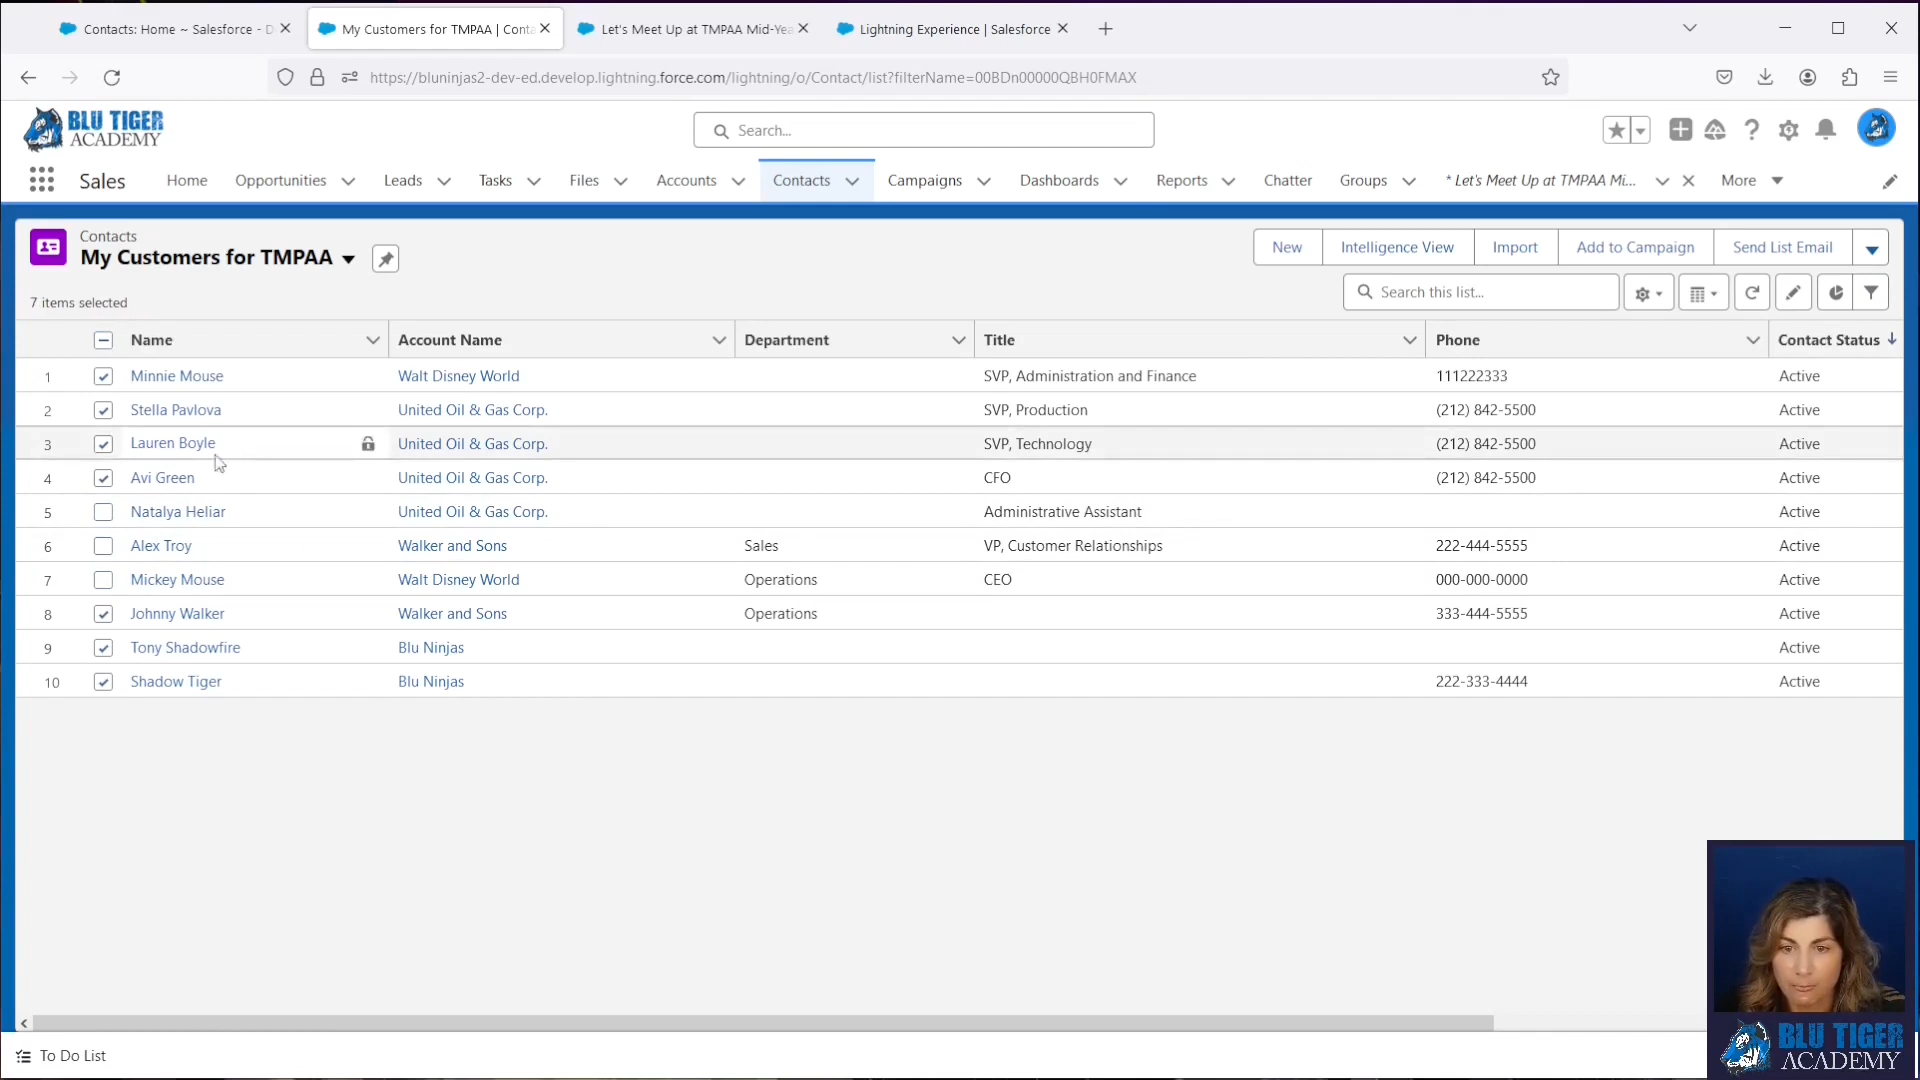 Contacts: Home ~ Salesforce - D
My Customers for TMPAA | Conta
Let's Meet Up at TMPAA Mid-Yea
Lightning Experience | Salesforce
https://bluninjas2-dev-ed.develop.lightning.force.com/lightning/o/Contact/list?filterName=00BDn00000QBH0FMAX
BLU TIGER
ACADEMY
Search...
Sales
Home
Opportunities
Leads
Tasks
Files
Accounts
Contacts
Campaigns
Dashboards
Reports
Chatter
Groups
* Let's Meet Up at TMPAA Mi...
More
Contacts
My Customers for TMPAA
New
Intelligence View
Import
Add to Campaign
Send List Email
7 items selected
Search this list...
Name Account Name Department Title Phone Contact Status
1 Minnie Mouse Walt Disney World SVP, Administration and Finance 111222333 Active
2 Stella Pavlova United Oil & Gas Corp. SVP, Production (212) 842-5500 Active
3 Lauren Boyle United Oil & Gas Corp. SVP, Technology (212) 842-5500 Active
4 Avi Green United Oil & Gas Corp. CFO (212) 842-5500 Active
5 Natalya Heliar United Oil & Gas Corp. Administrative Assistant Active
6 Alex Troy Walker and Sons Sales VP, Customer Relationships 222-444-5555 Active
7 Mickey Mouse Walt Disney World Operations CEO 000-000-0000 Active
8 Johnny Walker Walker and Sons Operations 333-444-5555 Active
9 Tony Shadowfire Blu Ninjas Active
10 Shadow Tiger Blu Ninjas 222-333-4444 Active
To Do List
BLU TIGER
ACADEMY